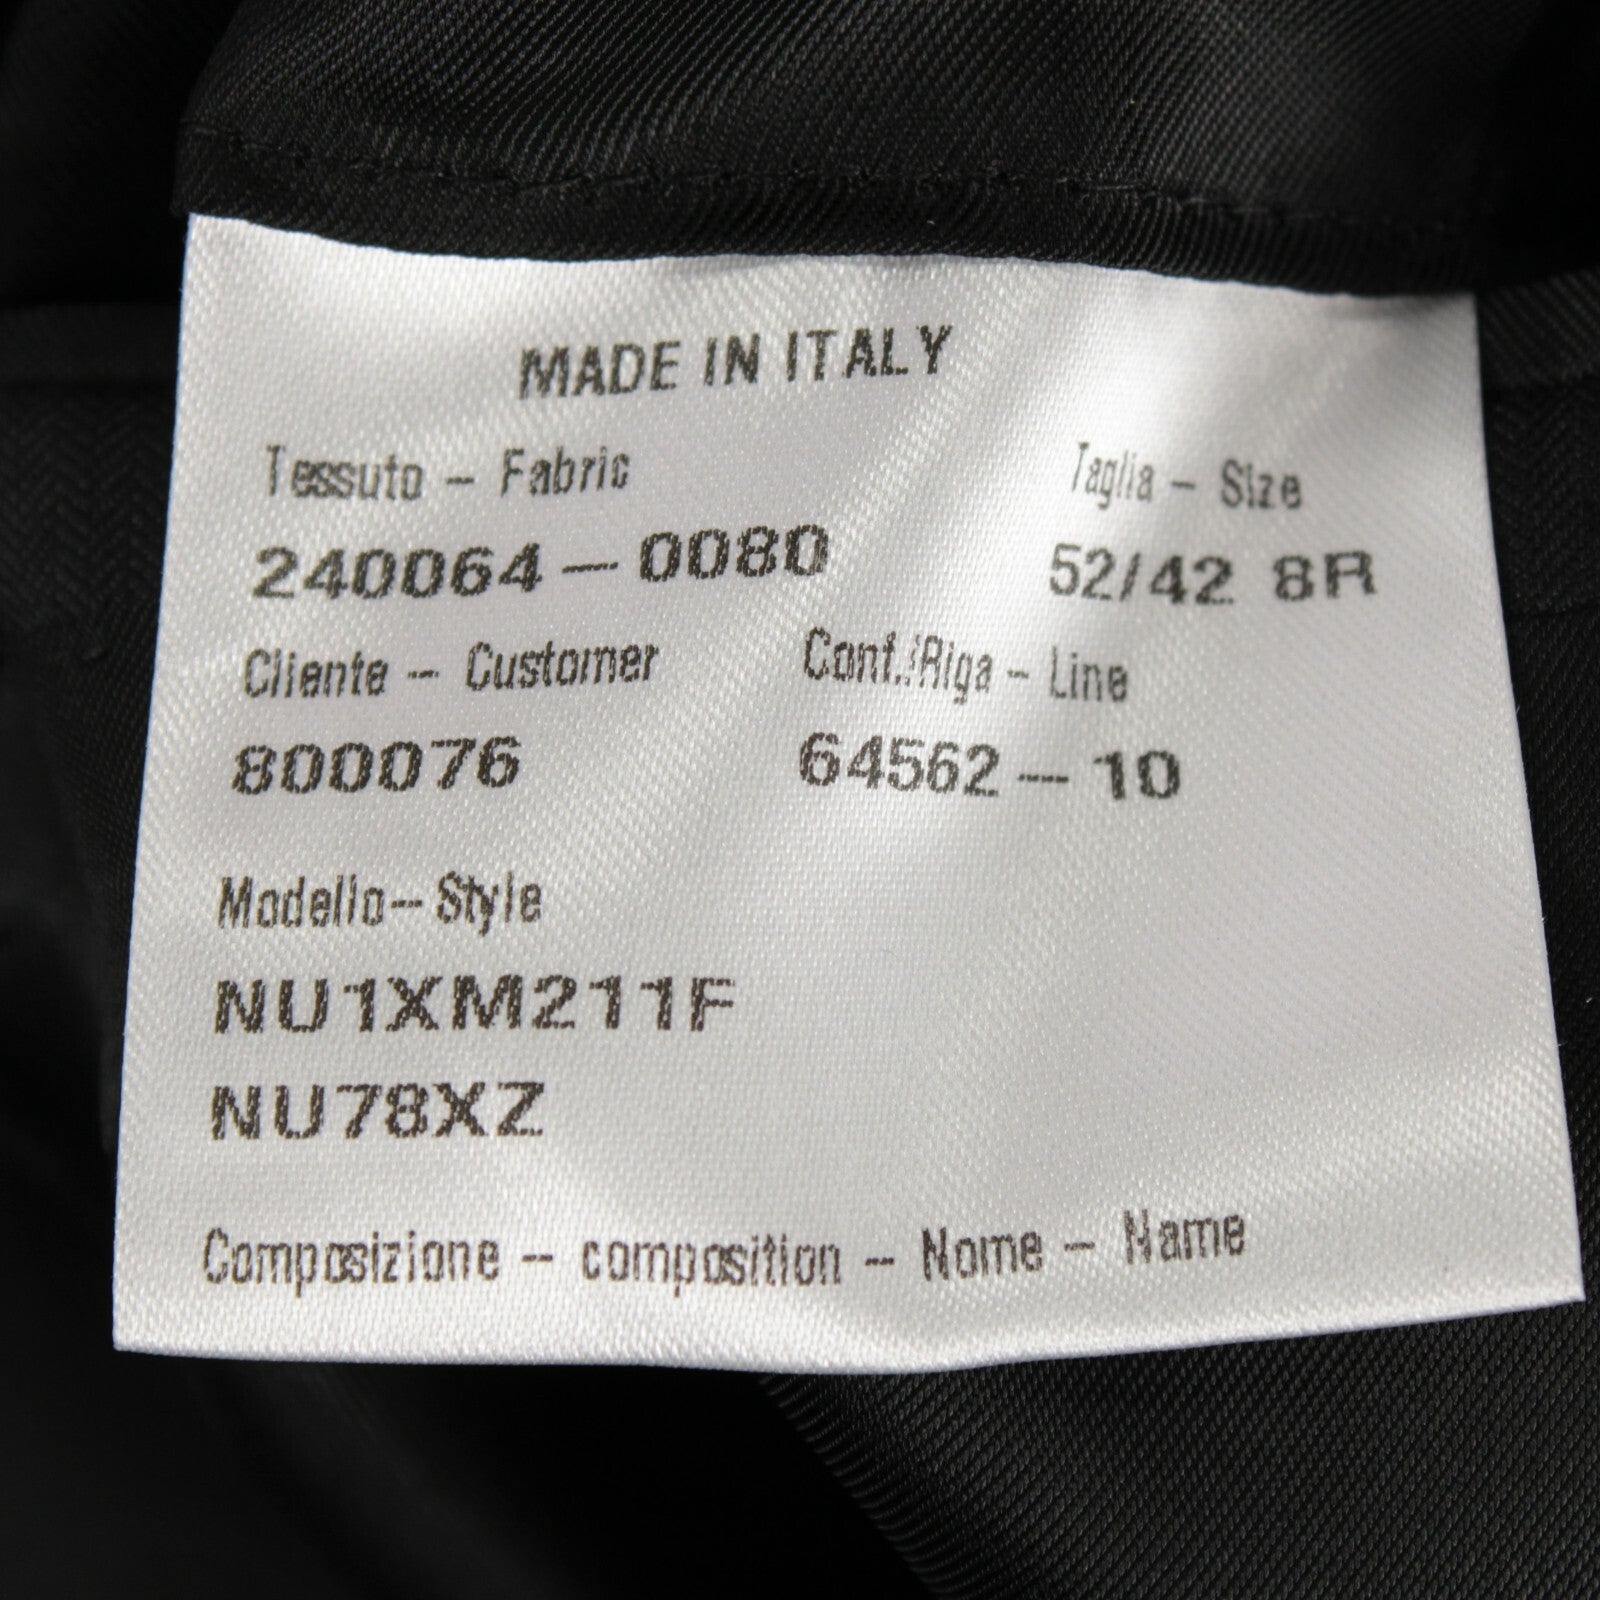 MADE IN ITALY
Tessuto - Fabric Taglia - Size
240064-0080 52/42 8R
Cliente - Customer Conf./Riga - Line
800076 64562-10
Modello-Style
NU1XM211F
NU78XZ
Composizione - composition - Nome - Name